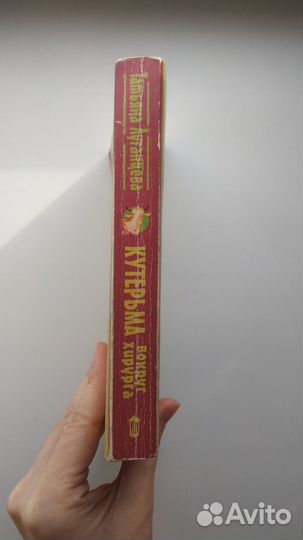 Татьяна Луганцева
КУТЕРЬМА
вокруг
хирурга
Avito